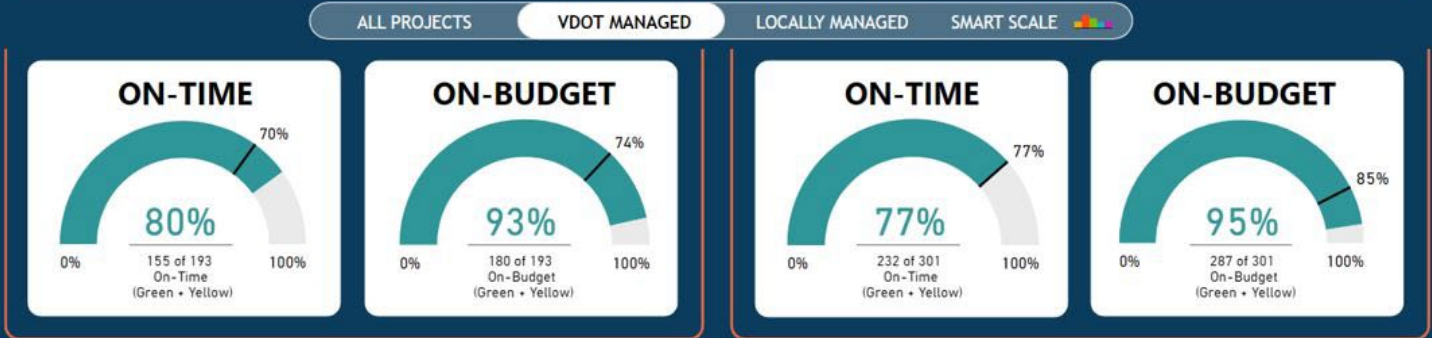 ALL PROJECTS
VDOT MANAGED
LOCALLY MANAGED
SMART SCALE
ON-TIME
70%
80%
0%
155 of 193
100%
On-Time
(Green + Yellow)
ON-BUDGET
74%
93%
0%
180 of 193
100%
On-Budget
(Green + Yellow)
ON-TIME
77%
77%
0%
232 of 301
100%
On-Time
(Green + Yellow)
ON-BUDGET
85%
95%
0%
287 of 301
100%
On-Budget
(Green + Yellow)